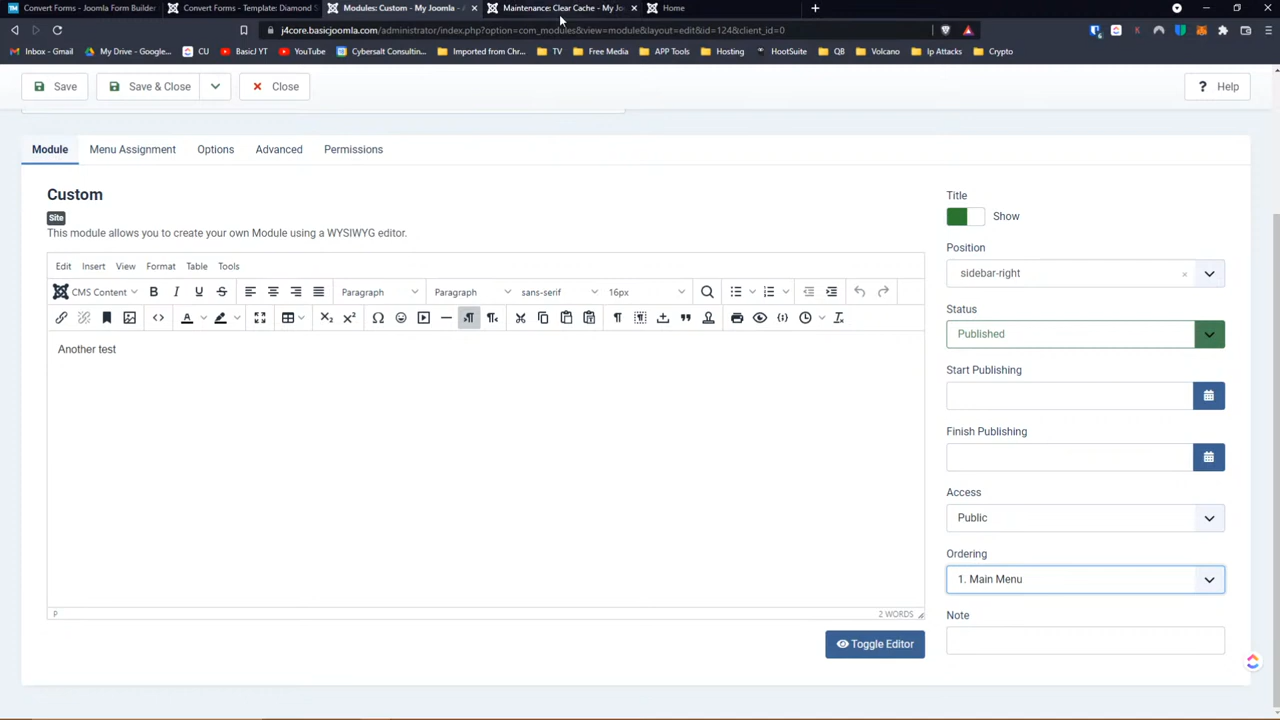 Convert Forms - Joomla Form Builder
Convert Forms - Template: Diamond S
Modules: Custom - My Joomla - A
Maintenance: Clear Cache - My Jo
Home
j4core.basicjoomla.com/administrator/index.php?option=com_modules&view=module&layout=edit&id=124&client_id=0
Inbox - Gmail
My Drive - Google...
CU
BasicJ YT
YouTube
Cybersalt Consulting...
Imported from Chr...
TV
Free Media
APP Tools
Hosting
HootSuite
QB
Volcano
Ip Attacks
Crypto
Save
Save & Close
Close
Help
Module
Menu Assignment
Options
Advanced
Permissions
Custom
Site
This module allows you to create your own Module using a WYSIWYG editor.
Edit Insert View Format Table Tools
CMS Content
Paragraph
Paragraph
sans-serif
16px
Another test
P
2 WORDS
Toggle Editor
Title
Show
Position
sidebar-right
Status
Published
Start Publishing
Finish Publishing
Access
Public
Ordering
1. Main Menu
Note